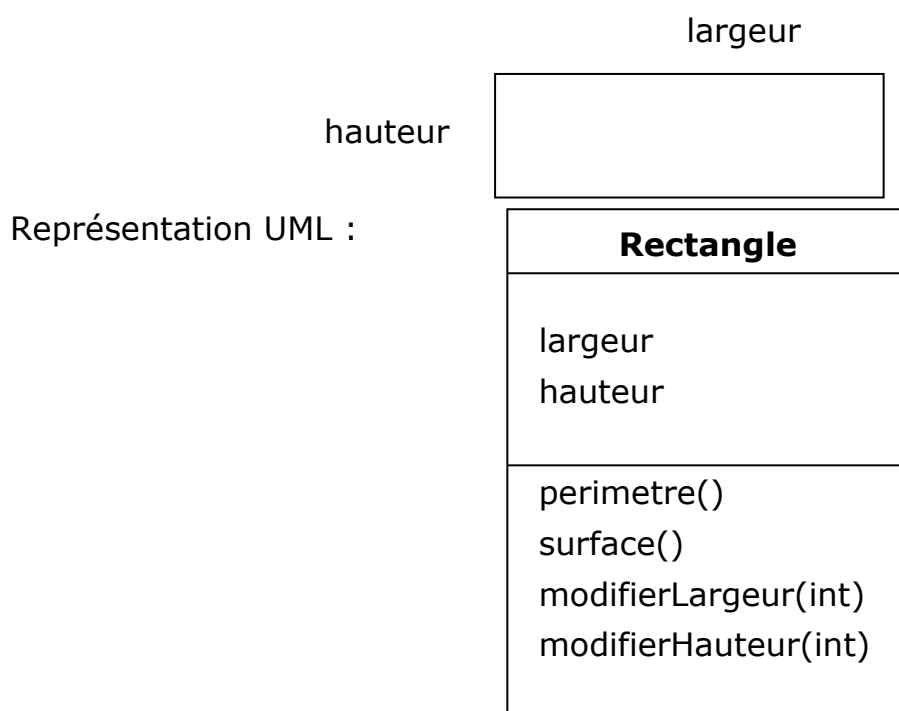 largeur
hauteur
Représentation UML :
Rectangle
largeur
hauteur
perimetre()
surface()
modifierLargeur(int)
modifierHauteur(int)